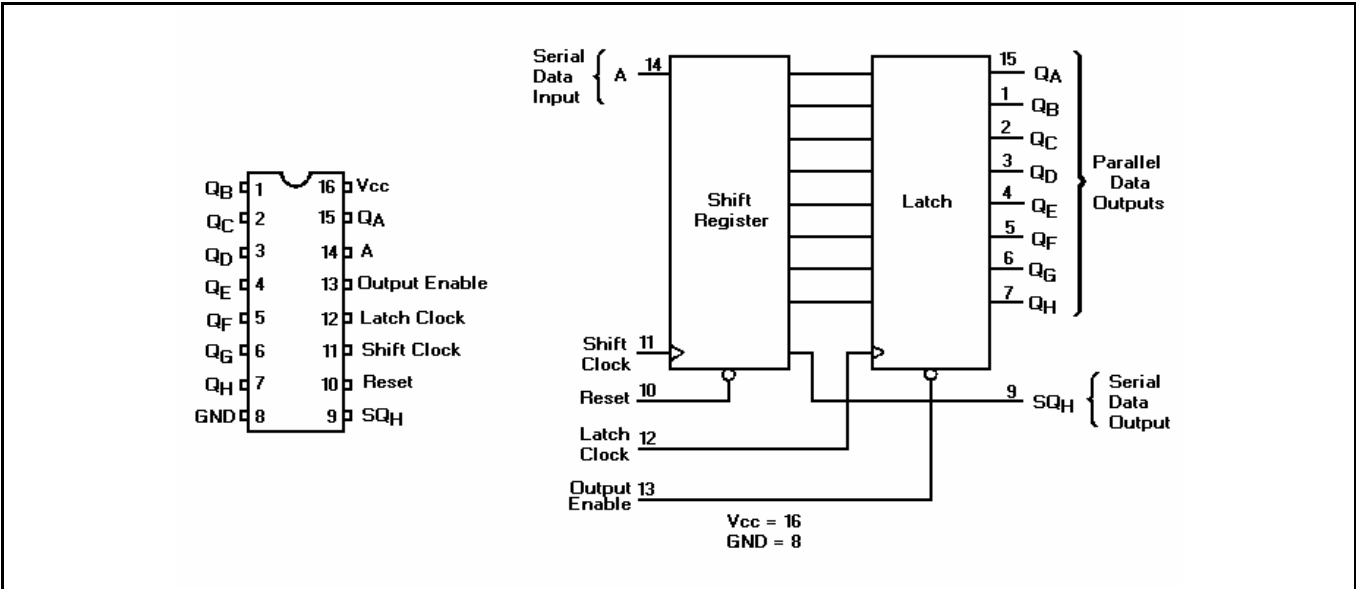 QB 1 16 Vcc
QC 2 15 QA
QD 3 14 A
QE 4 13 Output Enable
QF 5 12 Latch Clock
QG 6 11 Shift Clock
QH 7 10 Reset
GND 8 9 SQH
Serial
Data
Input
A 14
Shift
Register
Latch
15 QA
1 QB
2 QC
3 QD
4 QE
5 QF
6 QG
7 QH
Parallel
Data
Outputs
Shift 11
Clock
Reset 10
Latch 12
Clock
Output 13
Enable
9 SQH
Serial
Data
Output
Vcc = 16
GND = 8